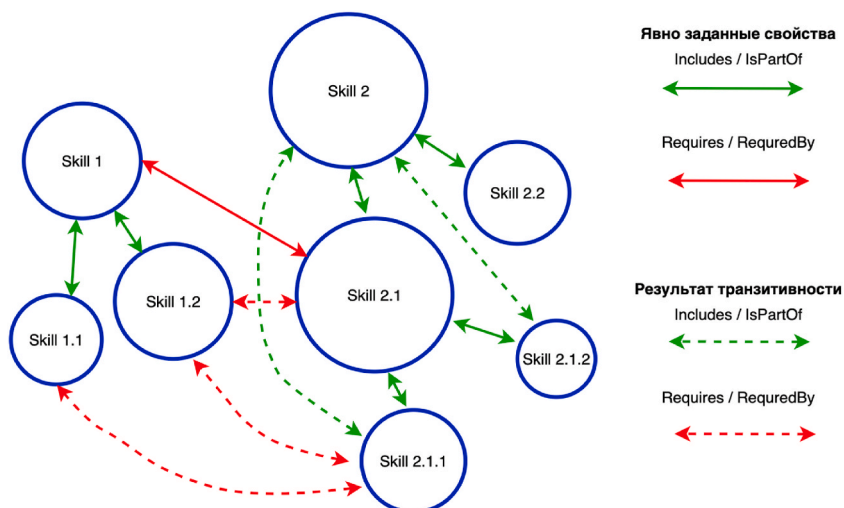 Skill 1
Skill 1.1
Skill 1.2
Skill 2
Skill 2.2
Skill 2.1
Skill 2.1.2
Skill 2.1.1
Явно заданные свойства
Includes / IsPartOf
Requires / RequredBy
Результат транзитивности
Includes / IsPartOf
Requires / RequredBy